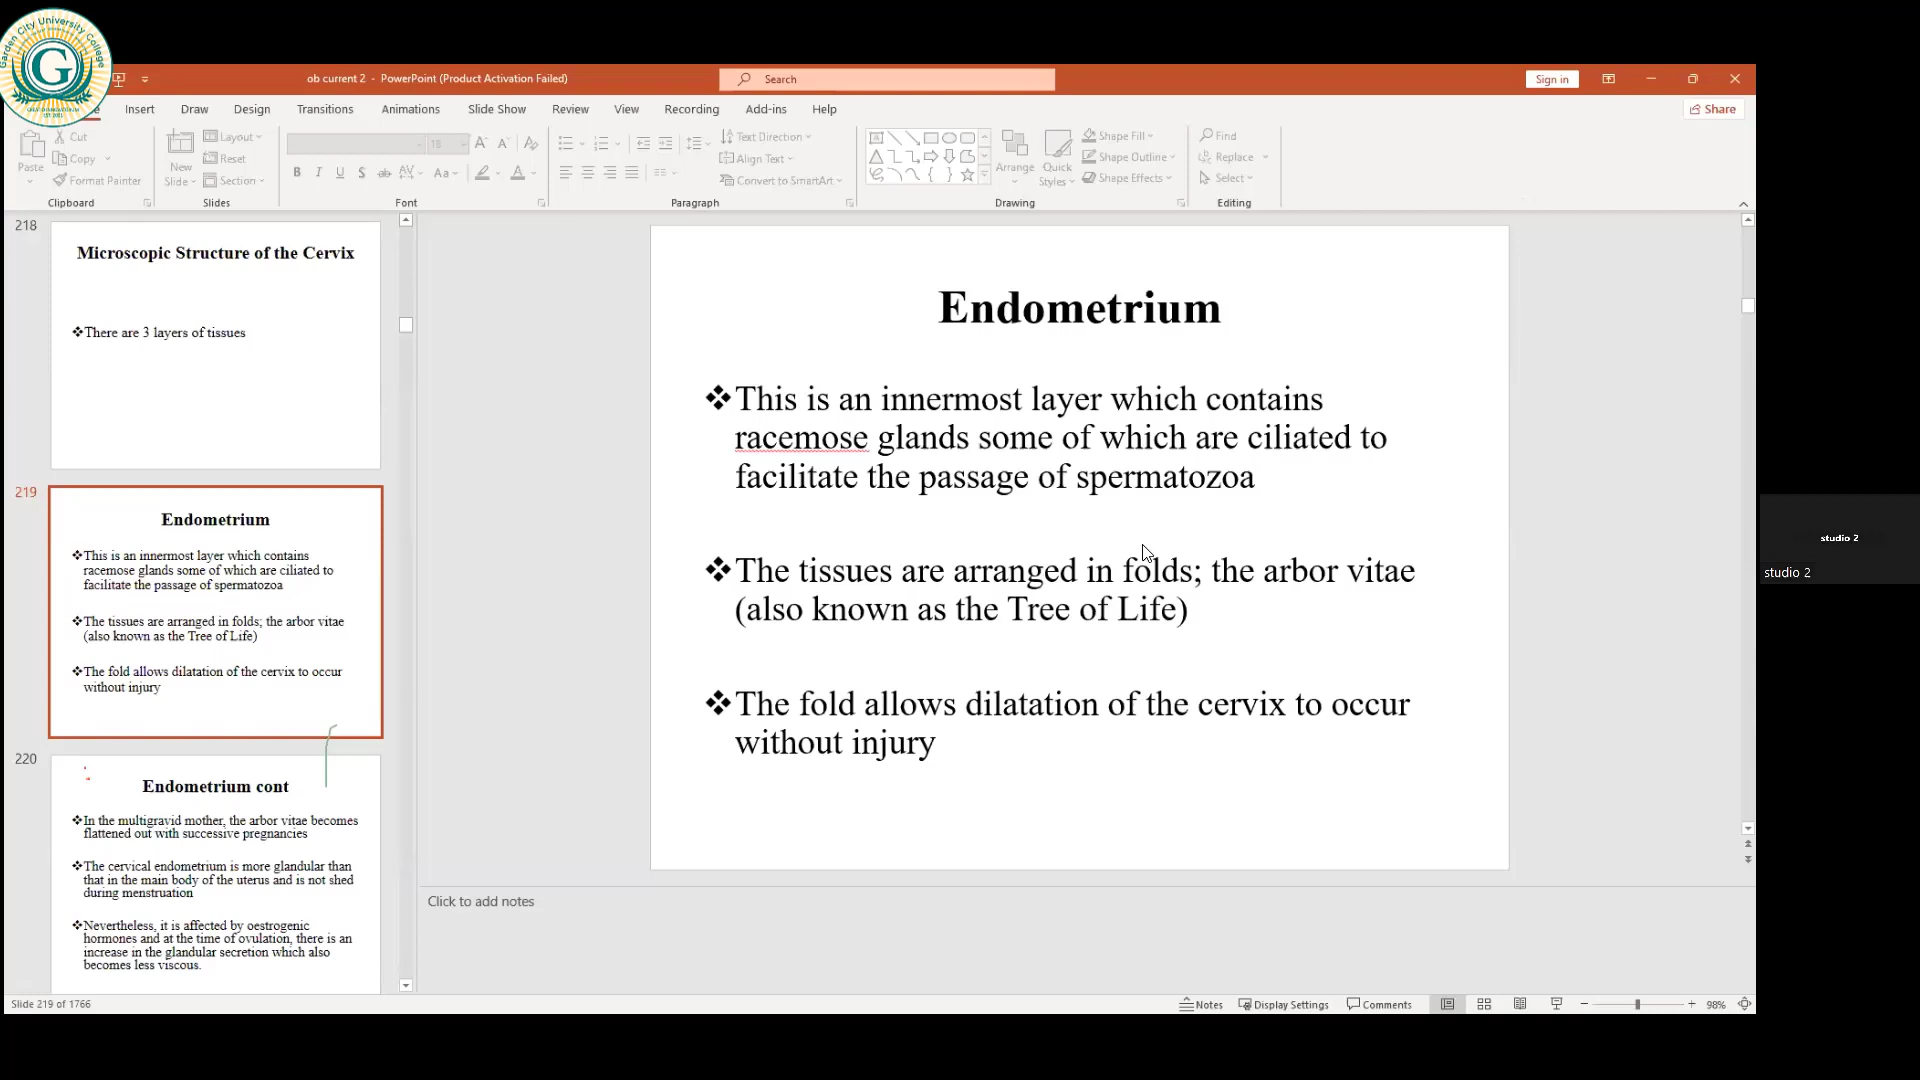 Garden City University College
G
ob current 2 - PowerPoint (Product Activation Failed)
Search
Sign in
Insert Draw Design Transitions Animations Slide Show Review View Recording Add-ins Help
Share
Paste
Cut
Copy
Format Painter
Clipboard
New Slide
Layout
Reset
Section
Slides
18
B I U S ab AV Aa A
Font
Text Direction
Align Text
Convert to SmartArt
Paragraph
Arrange
Quick Styles
Shape Fill
Shape Outline
Shape Effects
Drawing
Find
Replace
Select
Editing
218
Microscopic Structure of the Cervix
❖There are 3 layers of tissues
219
Endometrium
❖This is an innermost layer which contains
racemose glands some of which are ciliated to
facilitate the passage of spermatozoa
❖The tissues are arranged in folds; the arbor vitae
(also known as the Tree of Life)
❖The fold allows dilatation of the cervix to occur
without injury
220
Endometrium cont
❖In the multigravid mother, the arbor vitae becomes
flattened out with successive pregnancies
❖The cervical endometrium is more glandular than
that in the main body of the uterus and is not shed
during menstruation
❖Nevertheless, it is affected by oestrogenic
hormones and at the time of ovulation, there is an
increase in the glandular secretion which also
becomes less viscous.
Endometrium
❖This is an innermost layer which contains
racemose glands some of which are ciliated to
facilitate the passage of spermatozoa
❖The tissues are arranged in folds; the arbor vitae
(also known as the Tree of Life)
❖The fold allows dilatation of the cervix to occur
without injury
Click to add notes
studio 2
studio 2
Slide 219 of 1766
Notes Display Settings Comments 98%